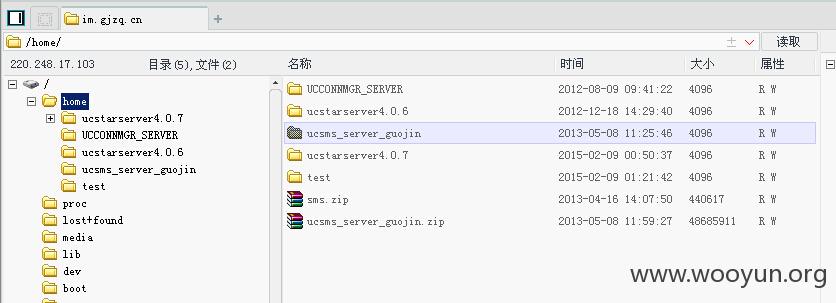 im.gjzq.cn
/home/
读取
220.248.17.103 目录(5),文件(2) 名称 时间 大小 属性
/
home
ucstarserver4.0.7
UCCONNMGR_SERVER
ucstarserver4.0.6
ucsms_server_guojin
test
proc
lost+found
media
lib
dev
boot
UCCONNMGR_SERVER 2012-08-09 09:41:22 4096 R W
ucstarserver4.0.6 2012-12-18 14:29:40 4096 R W
ucsms_server_guojin 2013-05-08 11:25:46 4096 R W
ucstarserver4.0.7 2015-02-09 00:50:37 4096 R W
test 2015-02-09 01:21:42 4096 R W
sms.zip 2013-04-16 14:07:50 440617 R W
ucsms_server_guojin.zip 2013-05-08 11:59:27 48685911 R W
www.wooyun.org